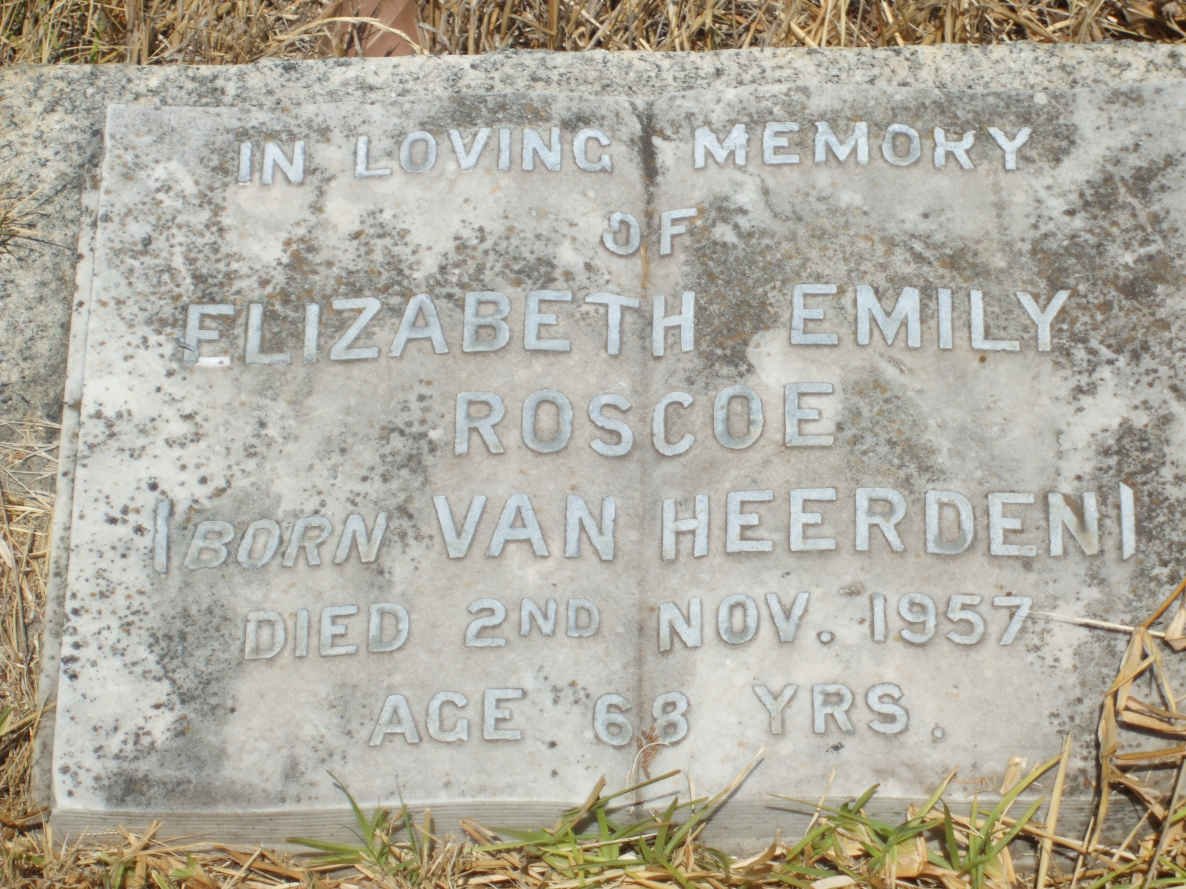 IN LOVING MEMORY
OF
ELIZABETH EMILY
ROSCOE
(BORN VAN HEERDEN)
DIED 2ND NOV. 1957
AGE 68 YRS.